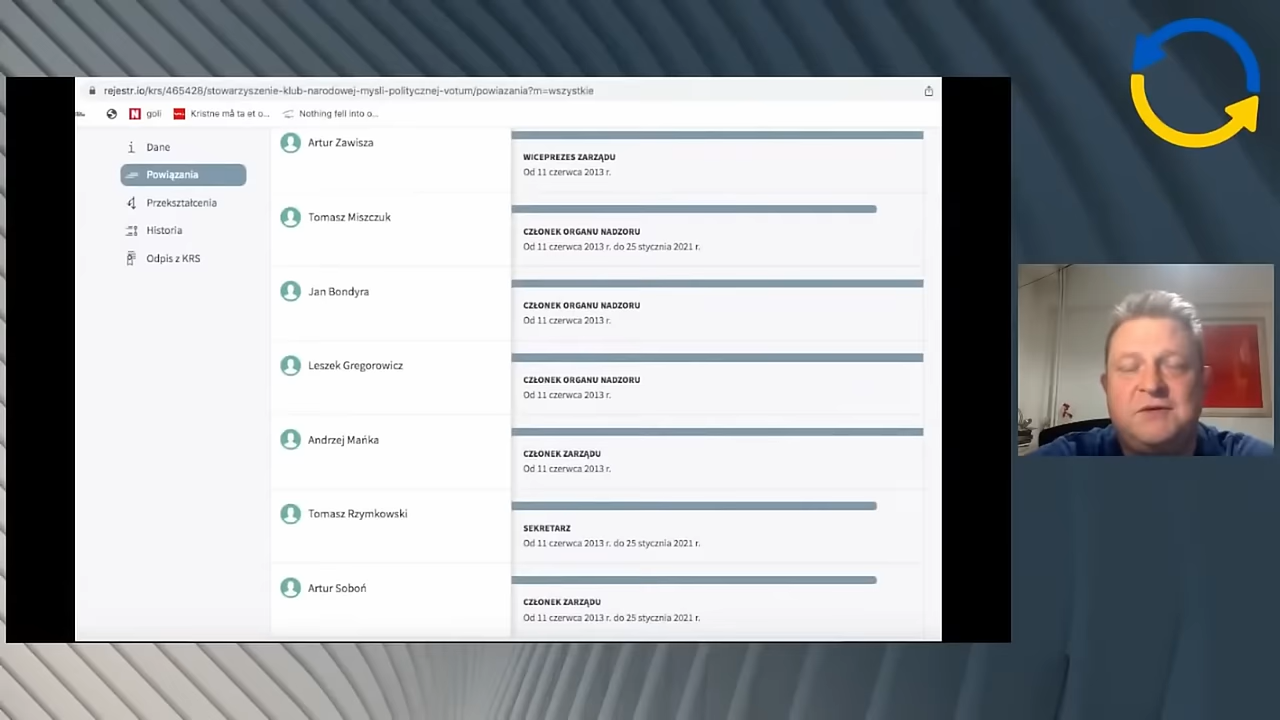 rejestr.io/krs/465428/stowarzyszenie-klub-narodowej-mysli-politycznej-votum/powiazania?m=wszystkie
N goli
Kristne må ta et o...
Nothing fell into o...
Dane
Powiązania
Przekształcenia
Historia
Odpis z KRS
Artur Zawisza
WICEPREZES ZARZĄDU
Od 11 czerwca 2013 r.
Tomasz Miszczuk
CZŁONEK ORGANU NADZORU
Od 11 czerwca 2013 r. do 25 stycznia 2021 r.
Jan Bondyra
CZŁONEK ORGANU NADZORU
Od 11 czerwca 2013 r.
Leszek Gregorowicz
CZŁONEK ORGANU NADZORU
Od 11 czerwca 2013 r.
Andrzej Mańka
CZŁONEK ZARZĄDU
Od 11 czerwca 2013 r.
Tomasz Rzymkowski
SEKRETARZ
Od 11 czerwca 2013 r. do 25 stycznia 2021 r.
Artur Soboń
CZŁONEK ZARZĄDU
Od 11 czerwca 2013 r. do 25 stycznia 2021 r.